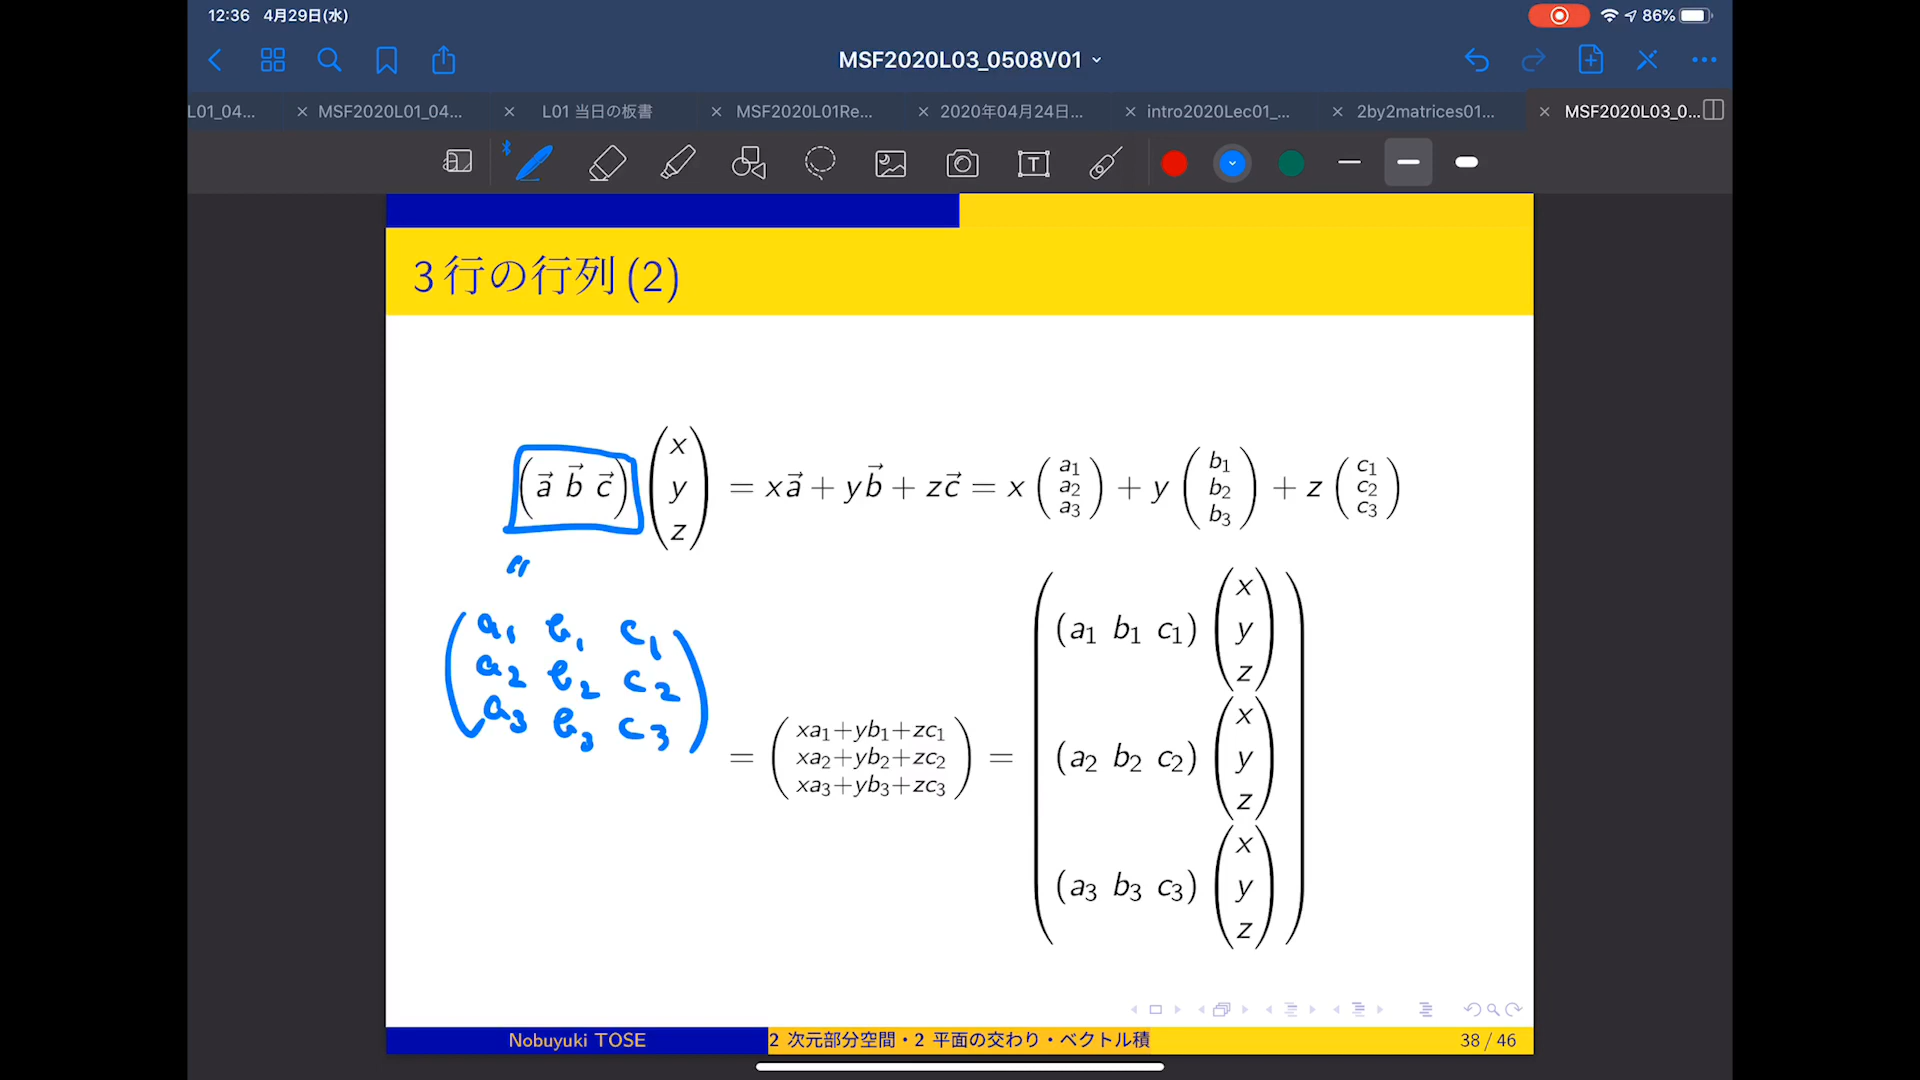 12:36 4月29日(水)
86%
MSF2020L03_0508V01
L01_04...
MSF2020L01_04...
L01 当日の板書
MSF2020L01Re...
2020年04月24日...
intro2020Lec01_...
2by2matrices01...
MSF2020L03_0...
T
3行の行列(2)
(a⃗ b⃗ c⃗) (x y z) = xa⃗ + yb⃗ + zc⃗ = x (a₁ a₂ a₃) + y (b₁ b₂ b₃) + z (c₁ c₂ c₃)
"
a₁ b₁ c₁
a₂ b₂ c₂
a₃ b₃ c₃
= (xa₁+yb₁+zc₁
xa₂+yb₂+zc₂
xa₃+yb₃+zc₃)
= ((a₁ b₁ c₁) (x y z)
(a₂ b₂ c₂) (x y z)
(a₃ b₃ c₃) (x y z))
Nobuyuki TOSE
2 次元部分空間・2 平面の交わり・ベクトル積
38 / 46